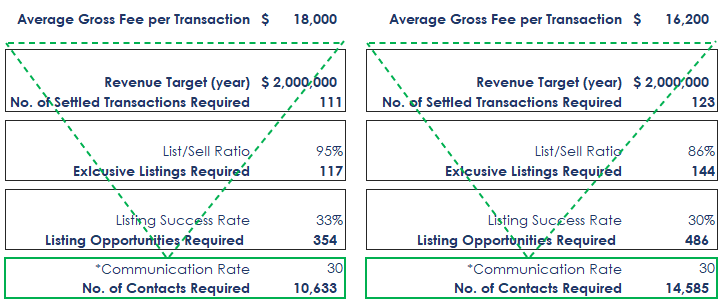 Average Gross Fee per Transaction $ 18,000
Revenue Target (year) $ 2,000,000
No. of Settled Transactions Required 111
List/Sell Ratio 95%
Exlcusive Listings Required 117
Listing Success Rate 33%
Listing Opportunities Required 354
*Communication Rate 30
No. of Contacts Required 10,633
Average Gross Fee per Transaction $ 16,200
Revenue Target (year) $ 2,000,000
No. of Settled Transactions Required 123
List/Sell Ratio 86%
Exlcusive Listings Required 144
Listing Success Rate 30%
Listing Opportunities Required 486
*Communication Rate 30
No. of Contacts Required 14,585